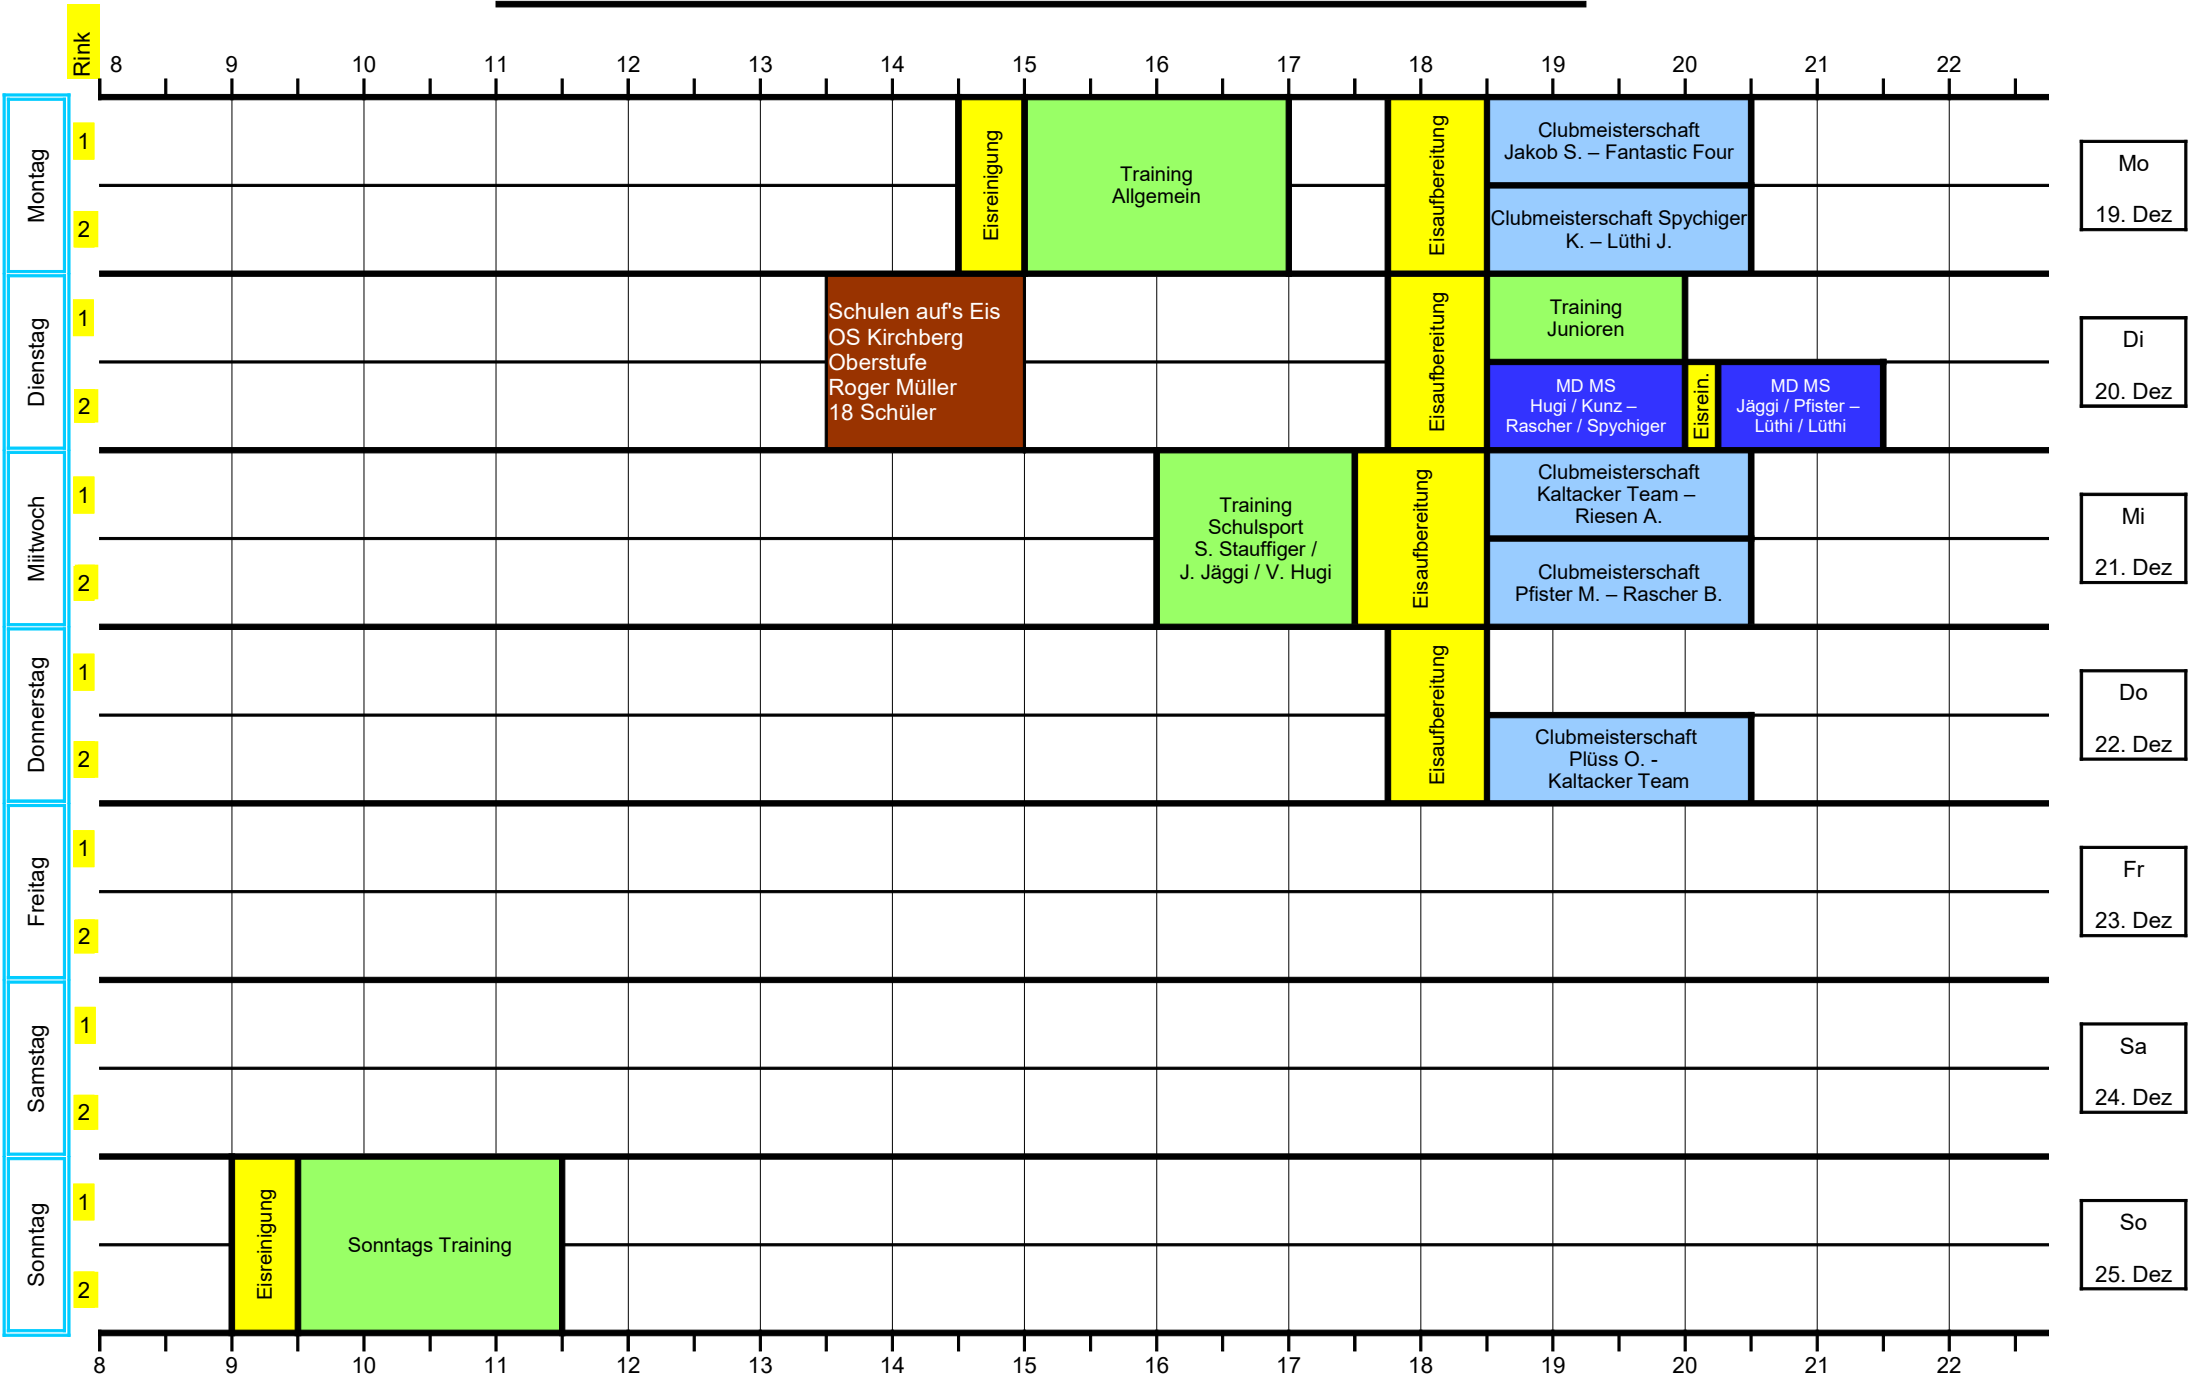 Rink
8 9 10 11 12 13 14 15 16 17 18 19 20 21 22
Montag
1
2
Eisreinigung
Training
Allgemein
Eisaufbereitung
Clubmeisterschaft
Jakob S. – Fantastic Four
Clubmeisterschaft Spychiger
K. – Lüthi J.
Mo
19. Dez
Dienstag
1
2
Schulen auf's Eis
OS Kirchberg
Oberstufe
Roger Müller
18 Schüler
Eisaufbereitung
Training
Junioren
MD MS
Hugi / Kunz –
Rascher / Spychiger
Eisrein.
MD MS
Jäggi / Pfister –
Lüthi / Lüthi
Di
20. Dez
Miitwoch
1
2
Training
Schulsport
S. Stauffiger /
J. Jäggi / V. Hugi
Eisaufbereitung
Clubmeisterschaft
Kaltacker Team –
Riesen A.
Clubmeisterschaft
Pfister M. – Rascher B.
Mi
21. Dez
Donnerstag
1
2
Eisaufbereitung
Clubmeisterschaft
Plüss O. -
Kaltacker Team
Do
22. Dez
Freitag
1
2
Fr
23. Dez
Samstag
1
2
Sa
24. Dez
Sonntag
1
2
Eisreinigung
Sonntags Training
So
25. Dez
8 9 10 11 12 13 14 15 16 17 18 19 20 21 22